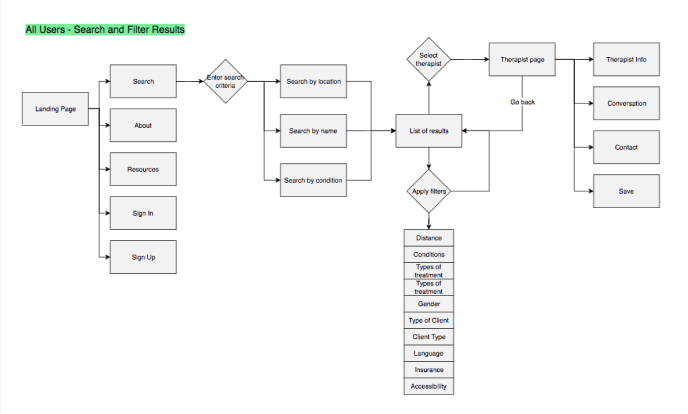 All Users - Search and Filter Results
Landing Page
Search
About
Resources
Sign In
Sign Up
Enter search
criteria
Search by location
Search by name
Search by condition
List of results
Select
therapist
Apply filters
Therapist page
Go back
Therapist Info
Conversation
Contact
Save
Distance
Conditions
Types of
treatment
Types of
treatment
Gender
Type of Client
Client Type
Language
Insurance
Accessibility